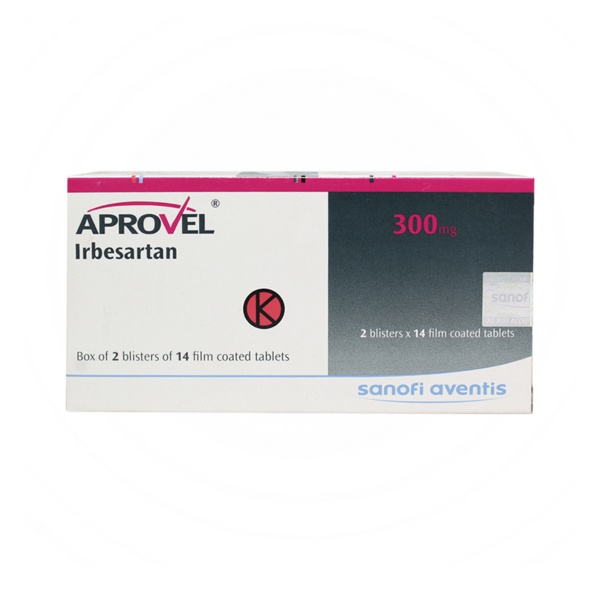 APROVEL®
Irbesartan
300mg
K
2 blisters x 14 film coated tablets
Box of 2 blisters of 14 film coated tablets
sanofi aventis
sanof